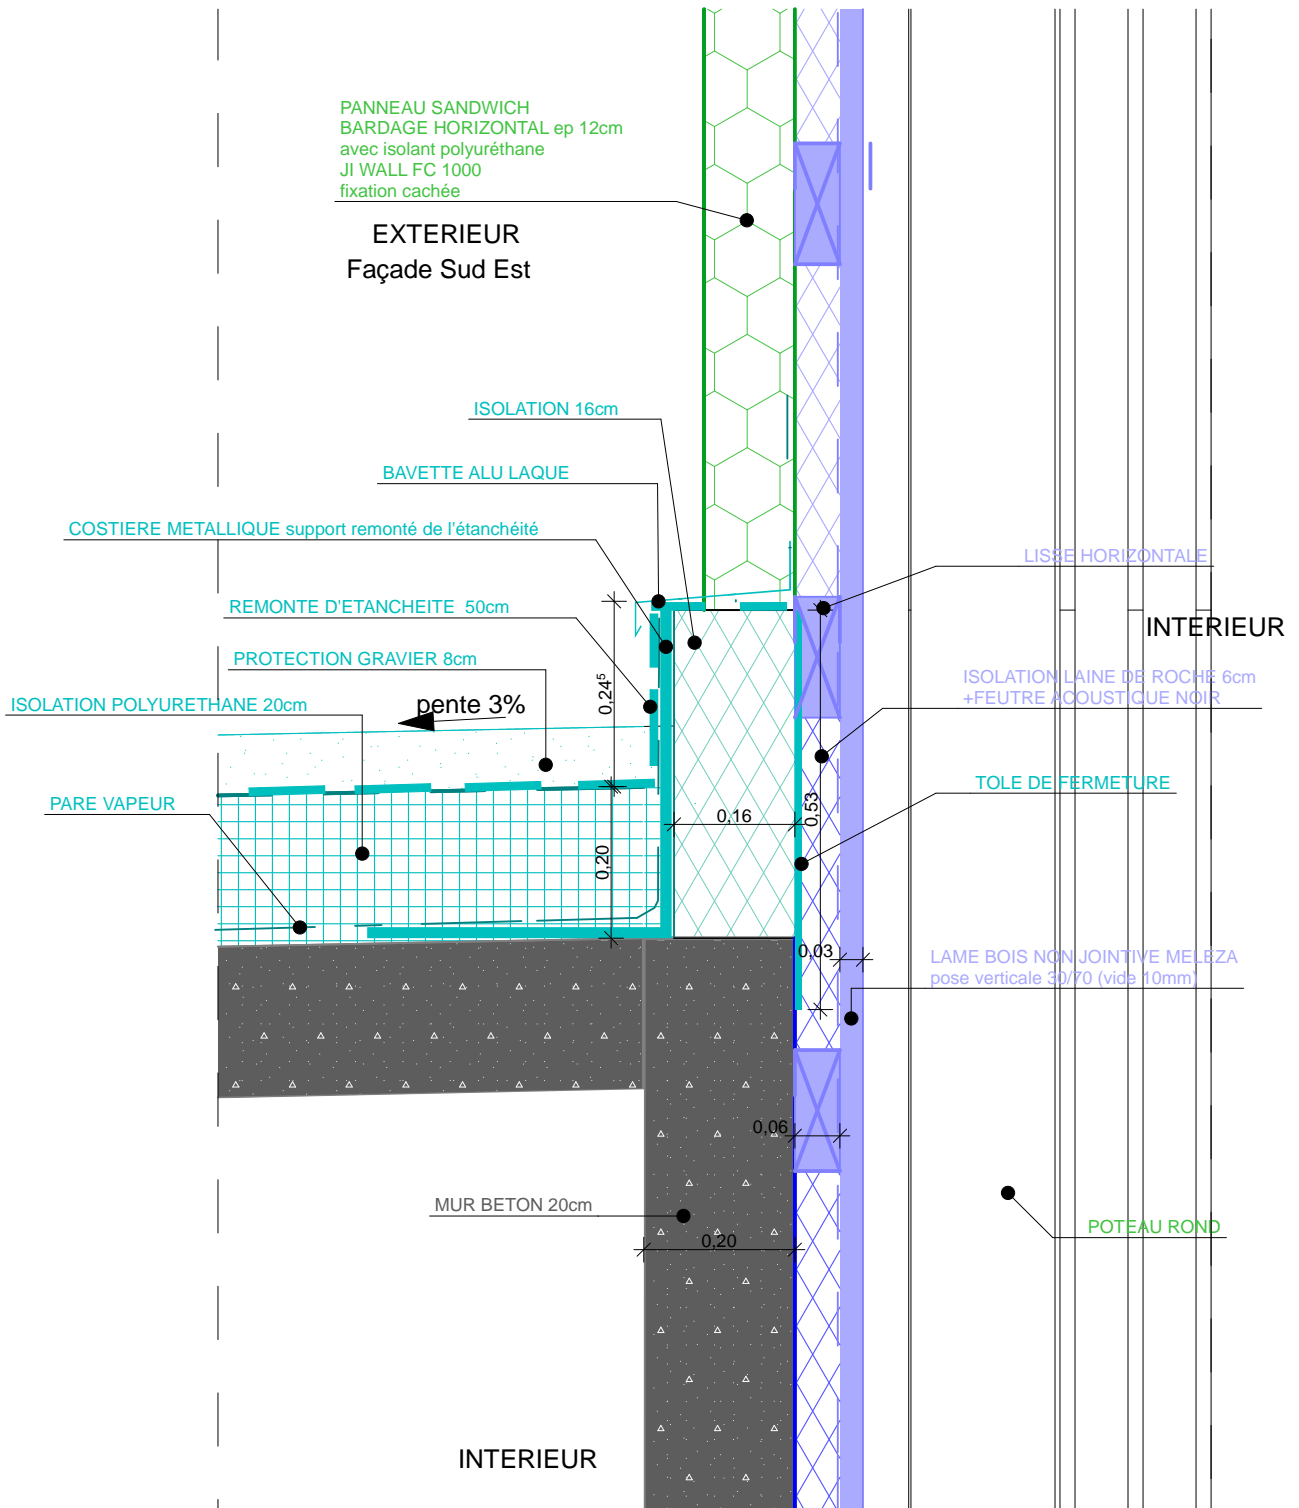 PANNEAU SANDWICH
BARDAGE HORIZONTAL ep 12cm
avec isolant polyuréthane
JI WALL FC 1000
fixation cachée
EXTERIEUR
Façade Sud Est
ISOLATION 16cm
BAVETTE ALU LAQUE
COSTIERE METALLIQUE support remonté de l'étanchéité
LISSE HORIZONTALE
REMONTE D'ETANCHEITE 50cm
INTERIEUR
PROTECTION GRAVIER 8cm
ISOLATION LAINE DE ROCHE 6cm
+FEUTRE ACOUSTIQUE NOIR
ISOLATION POLYURETHANE 20cm
pente 3%
0,24⁵
PARE VAPEUR
TOLE DE FERMETURE
0,16
0,53
0,20
0,03
LAME BOIS NON JOINTIVE MELEZA
pose verticale 30/70 (vide 10mm)
0,06
MUR BETON 20cm
POTEAU ROND
0,20
INTERIEUR